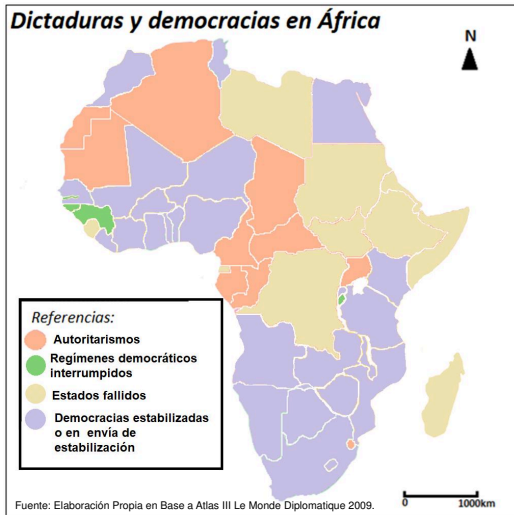 Dictaduras y democracias en África
N
Referencias:
Autoritarismos
Regímenes democráticos
interrumpidos
Estados fallidos
Democracias estabilizadas
o en envía de
estabilización
Fuente: Elaboración Propia en Base a Atlas III Le Monde Diplomatique 2009.
0 1000km